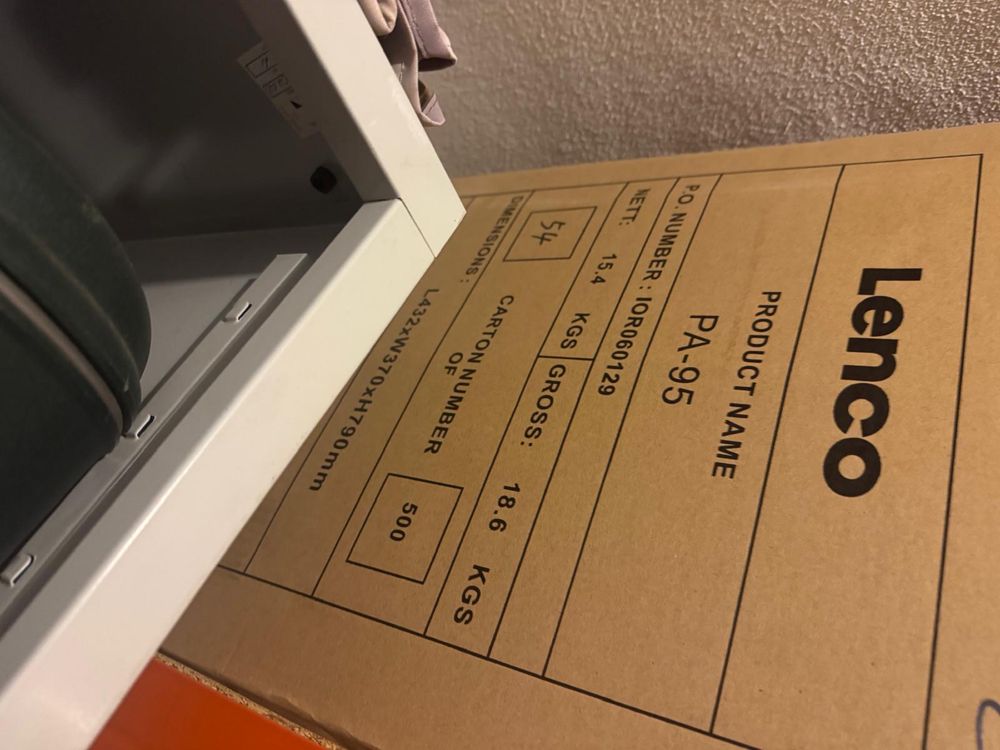 Lenco
PRODUCT NAME
PA-95
P.O. NUMBER : IOR060129
NETT: 15.4 KGS GROSS: 18.6 KGS
54 CARTON NUMBER OF 500
DIMENSIONS :
L432xW370xH790mm